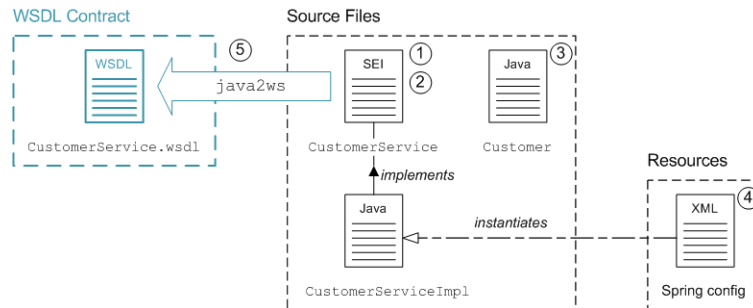 WSDL Contract
Source Files
WSDL
5
java2ws
SEI
1
2
Java
3
CustomerService.wsdl
CustomerService
Customer
implements
Resources
Java
instantiates
XML
4
CustomerServiceImpl
Spring config